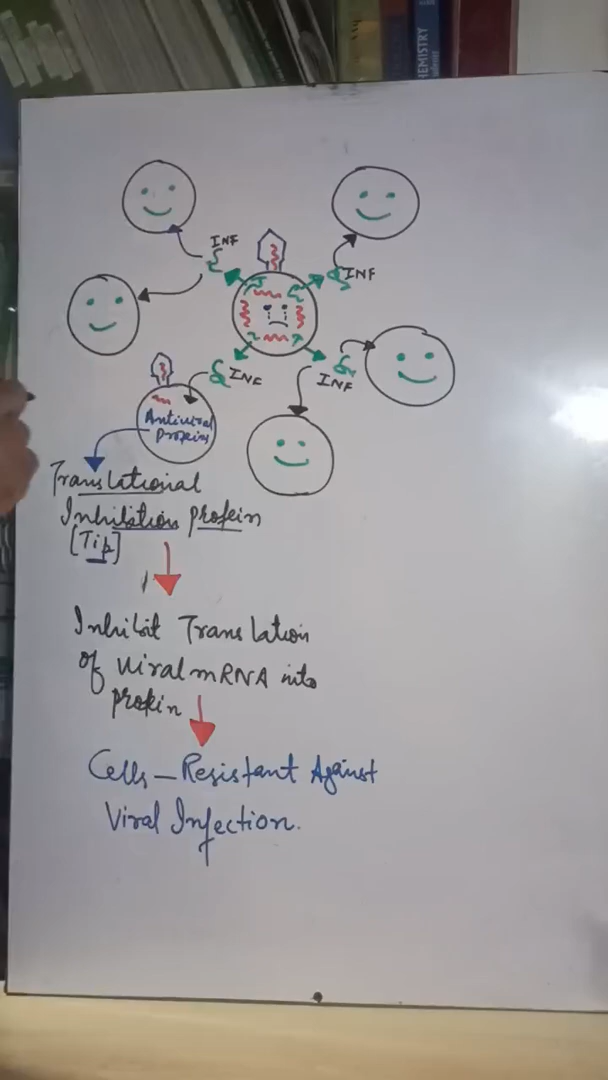 HEMISTRY
INF
INF
INF
INF
Antiviral
Proteins
Translational
Inhibition protein
[Tip]
Inhibit Translation
of viral mRNA into
protein
Cells – Resistant Against
Viral Infection.